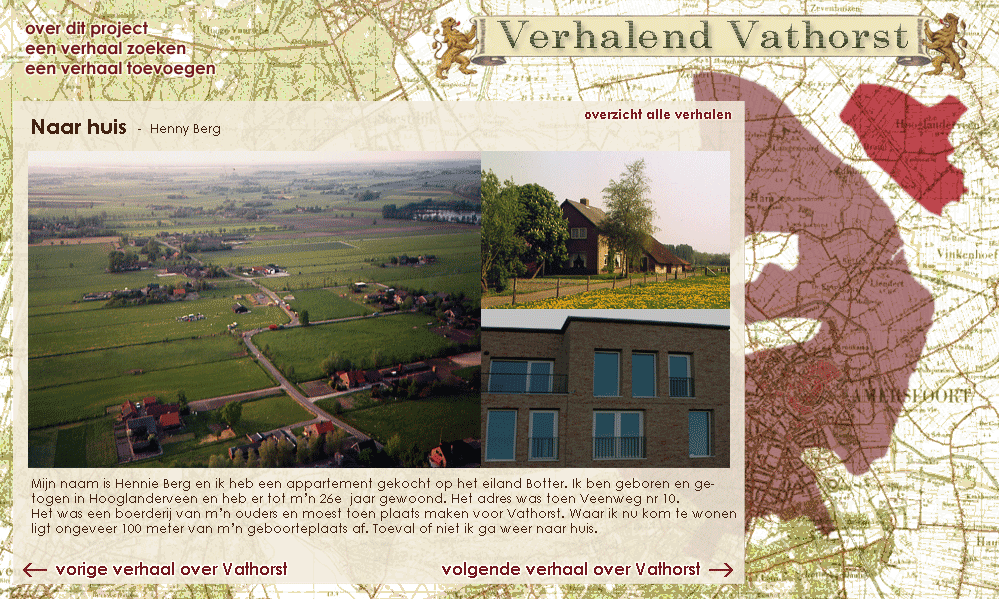 over dit project
een verhaal zoeken
een verhaal toevoegen
Verhalend Vathorst
overzicht alle verhalen
Naar huis - Henny Berg
Mijn naam is Hennie Berg en ik heb een appartement gekocht op het eiland Botter. Ik ben geboren en ge-
togen in Hooglanderveen en heb er tot m'n 26e jaar gewoond. Het adres was toen Veenweg nr 10.
Het was een boerderij van m'n ouders en moest toen plaats maken voor Vathorst. Waar ik nu kom te wonen
ligt ongeveer 100 meter van m'n geboorteplaats af. Toeval of niet ik ga weer naar huis.
← vorige verhaal over Vathorst
volgende verhaal over Vathorst →
Hooglanderveen
AMERSFOORT